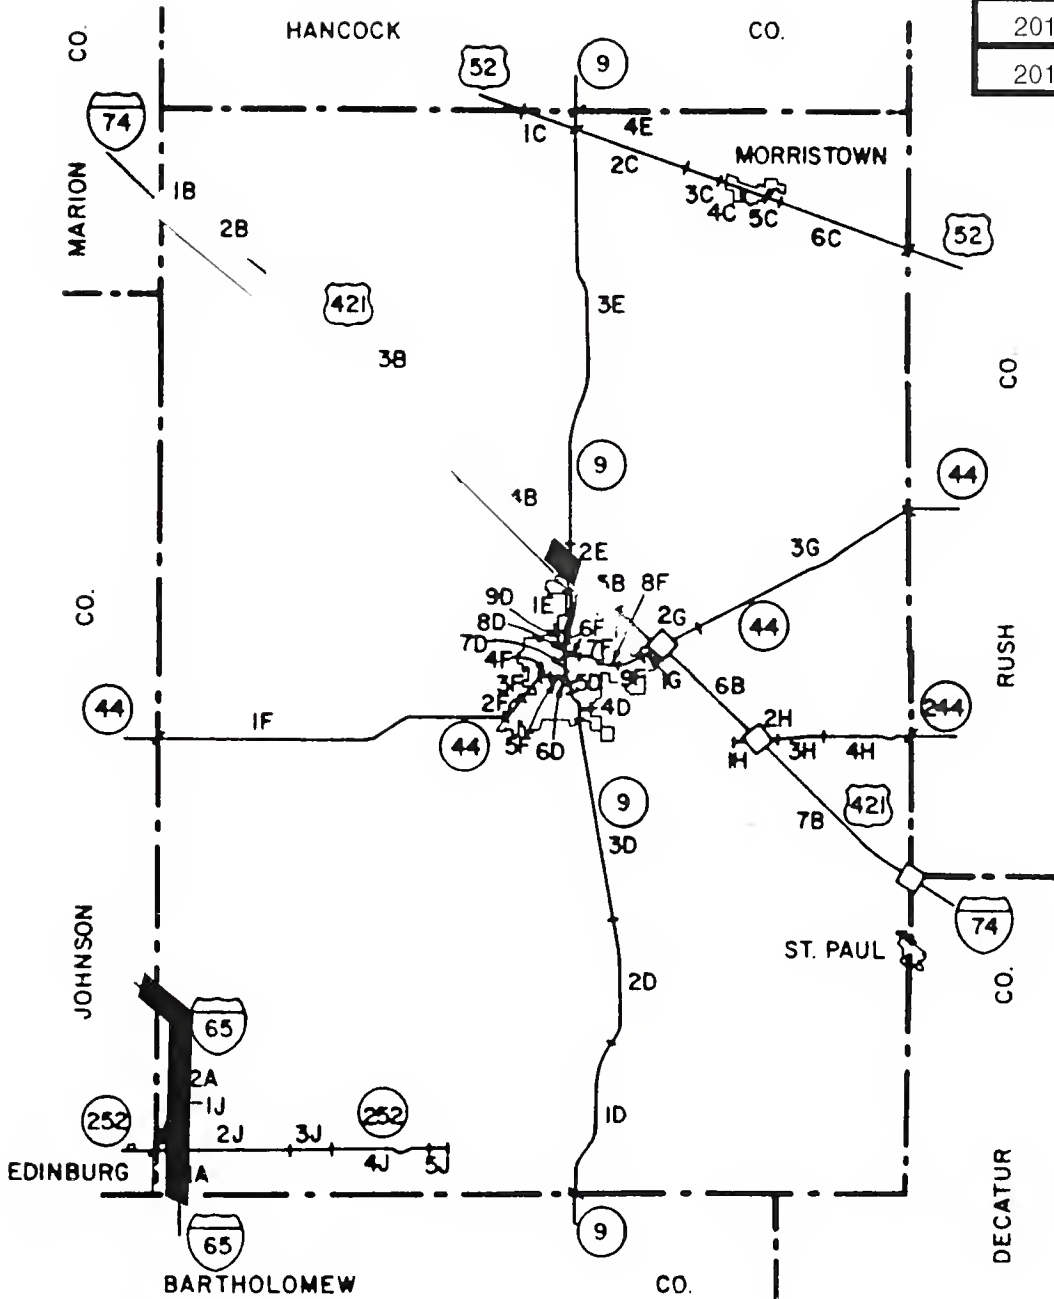 HANCOCK CO.
201
201
CO.
52
9
74
1C
4E
2C
MORRISTOWN
3C
4C
5C
6C
52
MARION
1B
2B
421
3E
3B
CO.
9
44
4B
3G
2E
5B
8F
9D
1E
2G
CO.
8D
6F
44
7D
7F
4F
9F
1G
RUSH
3F
5D
6B
2F
4D
44
1F
2H
244
44
5F
6D
1H
3H
4H
9
421
7B
3D
JOHNSON
74
ST. PAUL
CO.
2D
65
2A
1J
252
2J
3J
252
1D
EDINBURG
1A
4J
5J
DECATUR
65
9
BARTHOLOMEW CO.